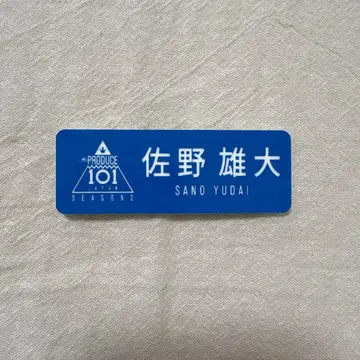 PRODUCE
101
JAPAN
SEASON2
佐野 雄大
SANO YUDAI